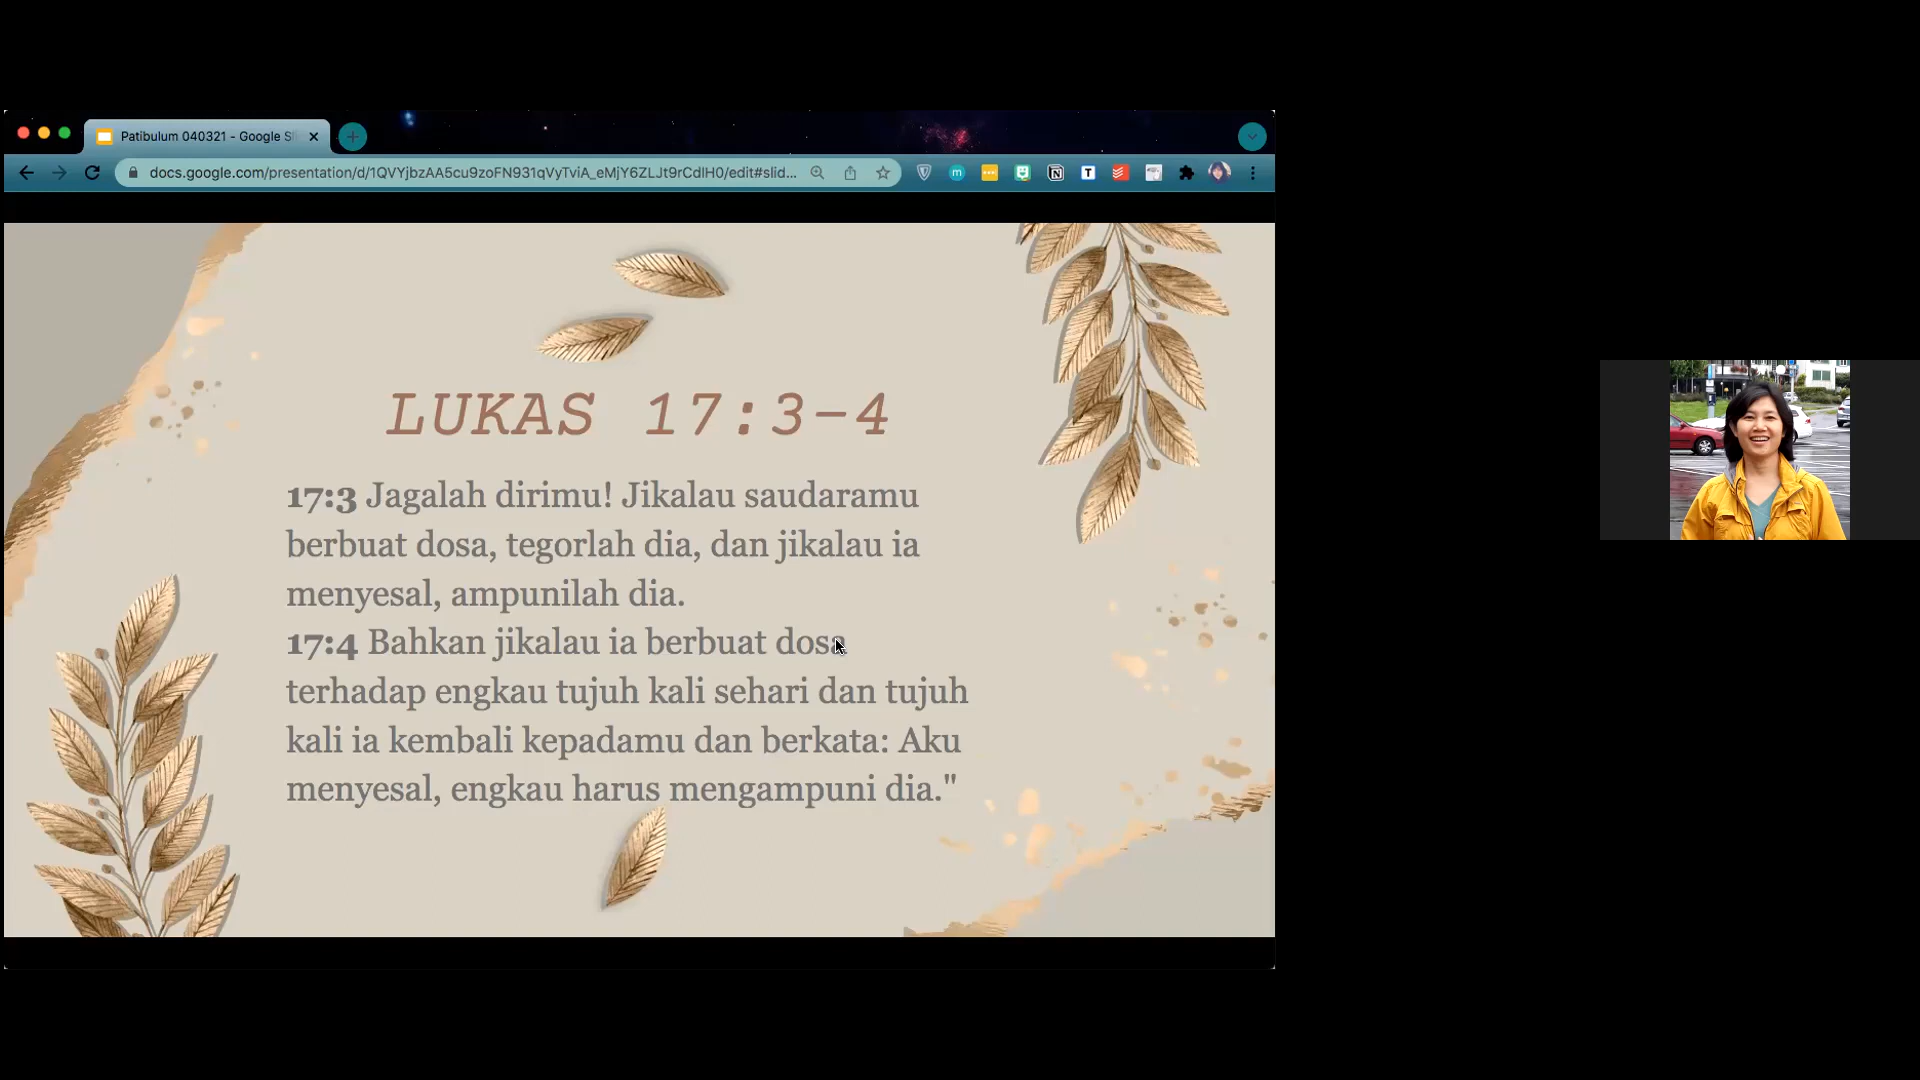 Patibulum 040321 - Google Sl
docs.google.com/presentation/d/1QVYjbzAA5cu9zoFN931qVyTviA_eMjY6ZLJt9rCdlH0/edit#slid...
LUKAS 17:3-4
17:3 Jagalah dirimu! Jikalau saudaramu
berbuat dosa, tegorlah dia, dan jikalau ia
menyesal, ampunilah dia.
17:4 Bahkan jikalau ia berbuat dosa
terhadap engkau tujuh kali sehari dan tujuh
kali ia kembali kepadamu dan berkata: Aku
menyesal, engkau harus mengampuni dia."